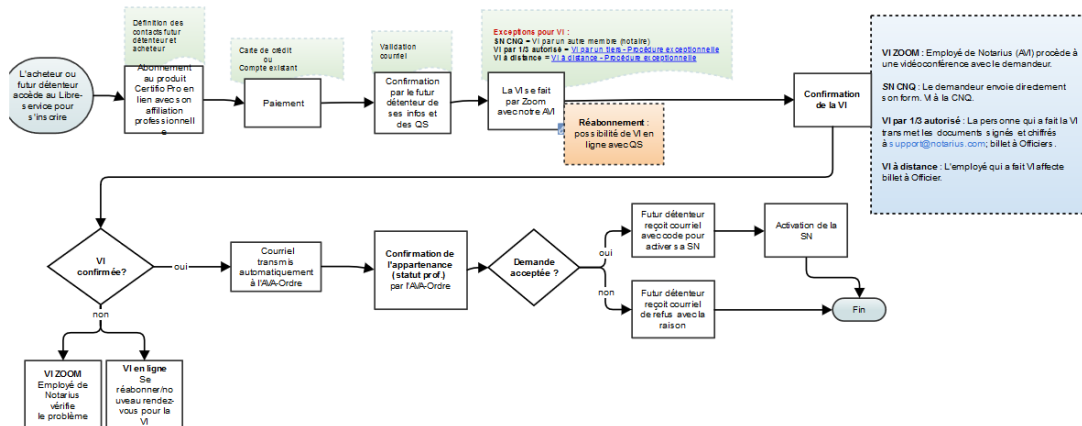 Définition des
contacts futur
détenteur et
acheteur
Carte de crédit
ou
Compte existant
Validation
courriel
Exceptions pour VI :
SN CNQ = VI par un autre membre (notaire)
VI par 1/3 autorisé = VI par un tiers - Procédure exceptionnelle
VI à distance = VI à distance - Procédure exceptionnelle
L'acheteur ou
futur détenteur
accède au Libre-
service pour
s'inscrire
Abonnement
au produit
Certifio Pro en
lien avec son
affiliation
professionnell
e
Paiement
Confirmation
par le futur
détenteur de
ses infos et
des QS
La VI se fait
par Zoom
avec notre AVI
Réabonnement :
possibilité de VI en
ligne avec QS
Confirmation
de la VI
VI ZOOM : Employé de Notarius (AVI) procède à
une vidéoconférence avec le demandeur.
SN CNQ : Le demandeur envoie directement
son form. VI à la CNQ.
VI par 1/3 autorisé : La personne qui a fait la VI
transmet les documents signés et chiffrés
à support@notarius.com; billet à Officiers.
VI à distance : L'employé qui a fait VI affecte
billet à Officier.
VI
confirmée?
oui
non
Courriel
transmis
automatiquement
à l'AVA-Ordre
Confirmation de
l'appartenance
(statut prof.)
par l'AVA-Ordre
Demande
acceptée ?
oui
non
Futur détenteur
reçoit courriel
avec code pour
activer sa SN
Activation de la
SN
Futur détenteur
reçoit courriel
de refus avec la
raison
Fin
VI ZOOM
Employé de
Notarius
vérifie
le problème
VI en ligne
Se
réabonner/no
uveau rendez-
vous pour la
VI